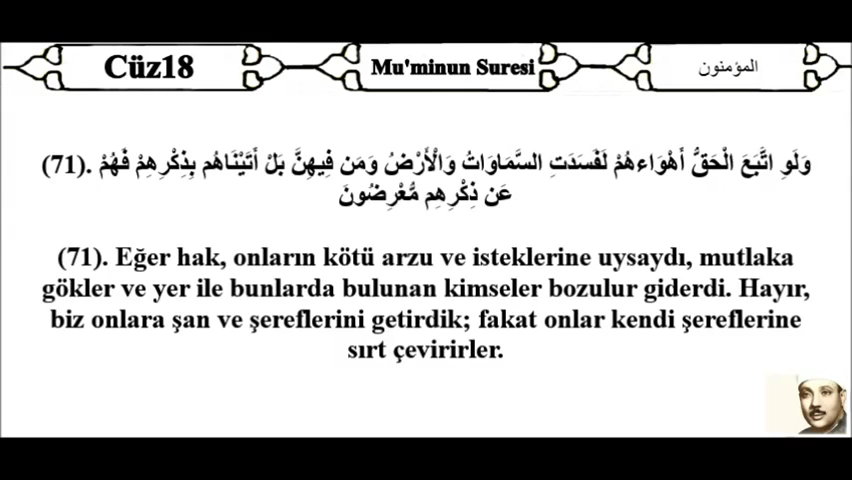 Cüz18
Mu'minun Suresi
المؤمنون
وَلَوِ اتَّبَعَ الْحَقُّ أَهْوَاءهُمْ لَفَسَدَتِ السَّمَاوَاتُ وَالْأَرْضُ وَمَن فِيهِنَّ بَلْ أَتَيْنَاهُم بِذِكْرِهِمْ فَهُمْ .(71)
عَن ذِكْرِهِم مُّعْرِضُونَ
(71). Eğer hak, onların kötü arzu ve isteklerine uysaydı, mutlaka
gökler ve yer ile bunlarda bulunan kimseler bozulur giderdi. Hayır,
biz onlara şan ve şereflerini getirdik; fakat onlar kendi şereflerine
sırt çevirirler.